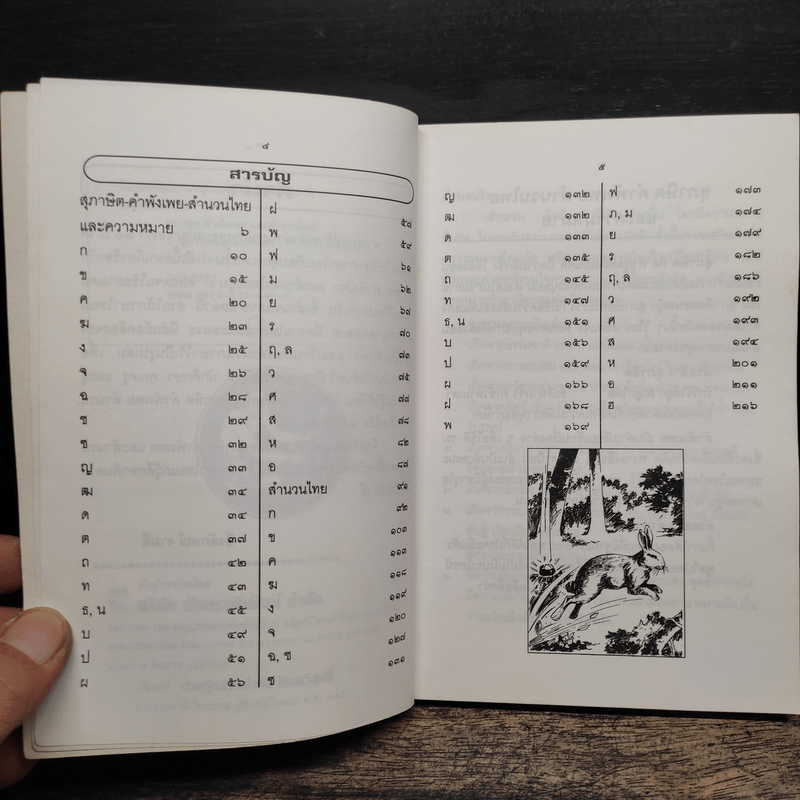 ๔
สารบัญ
สุภาษิต-คำพังเพย-สำนวนไทย
และความหมาย ๖
ก ๑๐
ข ๑๕
ค ๒๐
ฆ ๒๓
ง ๒๕
จ ๒๖
ฉ ๒๘
ช ๒๙
ซ ๓๒
ญ ๓๓
ฒ ๓๔
ด ๓๔
ต ๓๗
ถ ๔๒
ท ๔๓
ธ, น ๔๕
บ ๔๙
ป ๕๑
ผ ๕๖
ฝ ๕๗
พ ๕๙
ฟ ๖๑
ม ๖๒
ย ๖๗
ร ๗๐
ฤ, ล ๗๓
ว ๗๕
ศ ๗๗
ส ๗๘
ห ๘๒
อ ๘๗
สำนวนไทย ๙๑
ก ๙๒
ข ๑๐๓
ค ๑๑๓
ฆ ๑๑๘
ง ๑๑๙
จ ๑๒๐
ฉ, ช ๑๒๗
ซ ๑๓๑
๕
ญ ๑๓๒
ฒ ๑๓๒
ด ๑๓๓
ต ๑๓๕
ถ ๑๔๕
ท ๑๔๗
ธ, น ๑๕๑
บ ๑๕๖
ป ๑๕๙
ผ ๑๖๖
ฝ ๑๖๘
พ ๑๖๙
ฟ ๑๗๓
ภ, ม ๑๗๔
ย ๑๗๙
ร ๑๘๒
ฤ, ล ๑๘๖
ว ๑๙๒
ศ ๑๙๓
ส ๑๙๔
ห ๒๐๑
อ ๒๑๑
ฮ ๒๑๖